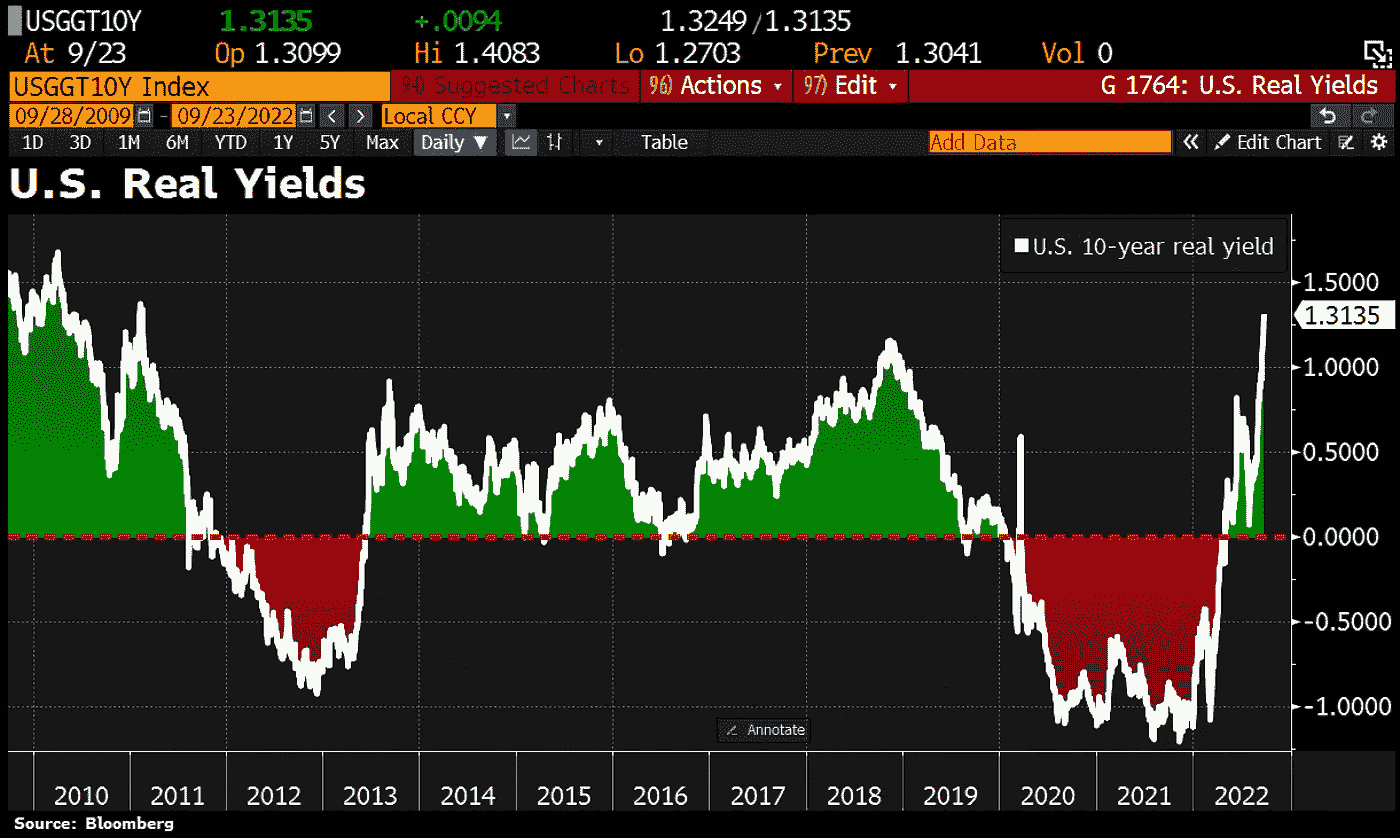 USGGT10Y 1.3135 +.0094 1.3249/1.3135
At 9/23 Op 1.3099 Hi 1.4083 Lo 1.2703 Prev 1.3041 Vol 0
USGGT10Y Index 94) Suggested Charts 96) Actions 97) Edit G 1764: U.S. Real Yields
09/28/2009 - 09/23/2022 Local CCY
1D 3D 1M 6M YTD 1Y 5Y Max Daily ▼ Table Add Data « Edit Chart
U.S. Real Yields
U.S. 10-year real yield
1.5000
1.3135
1.0000
0.5000
0.0000
-0.5000
-1.0000
Annotate
2010 2011 2012 2013 2014 2015 2016 2017 2018 2019 2020 2021 2022
Source: Bloomberg